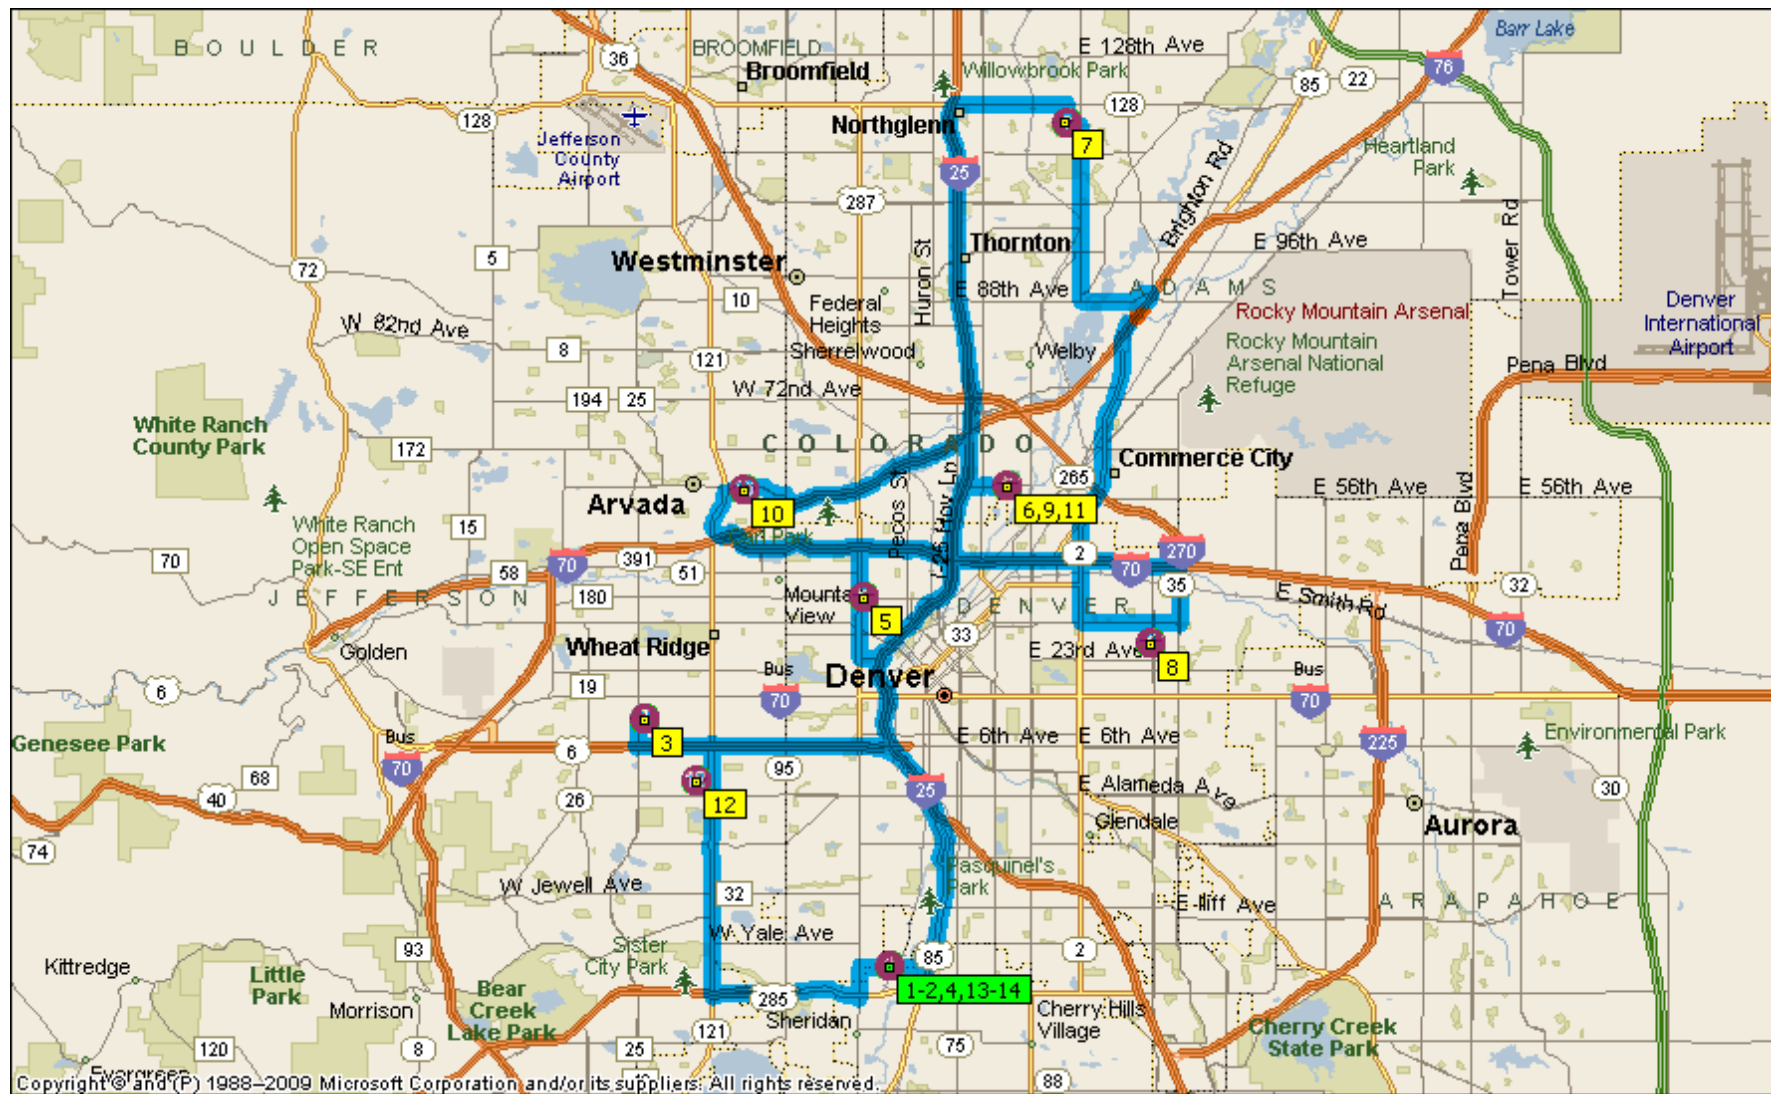 BOULDER
36
BROOMFIELD
Broomfield
E 128th Ave
Willowbrook Park
Barr Lake
76
22
85
128
128
Northglenn
7
Jefferson
County
Airport
25
287
Brighton Rd
Heartland
Park
Tower Rd
5
72
Westminster
Huron St
Thornton
E 96th Ave
10
Federal
Heights
E 88th Ave
ADAMS
Rocky Mountain Arsenal
Rocky Mountain
Arsenal National
Refuge
Denver
International
Airport
W 82nd Ave
8
121
Sherrelwood
Welby
Pena Blvd
W 72nd Ave
194
25
White Ranch
County Park
172
COLORADO
Commerce City
265
Arvada
10
Pecos St
I-25 Hov Ln
6,9,11
E 56th Ave
E 56th Ave
Pena Blvd
White Ranch
Open Space
Park-SE Ent
15
70
58
70
391
51
2
70
270
35
32
JEFFERSON
180
Mountain
View
5
DENVER
33
E Smith Rd
70
Golden
Wheat Ridge
E 23rd Ave
8
6
19
Bus
70
Denver
Bus
70
Genesee Park
Bus
70
3
6
E 6th Ave
E 6th Ave
225
Environmental Park
68
40
26
12
95
25
E Alameda Ave
30
74
Glendale
Aurora
Pasquinel's
Park
W Jewell Ave
32
E Iliff Ave
ARAPAHOE
93
W Yale Ave
Sister
City Park
85
2
Kittredge
Little
Park
Bear
Creek
Lake Park
285
1-2,4,13-14
Morrison
121
Sheridan
Cherry Hills
Village
Cherry Creek
State Park
120
8
25
75
88
Evergreen
Copyright © and (P) 1988–2009 Microsoft Corporation and/or its suppliers. All rights reserved.